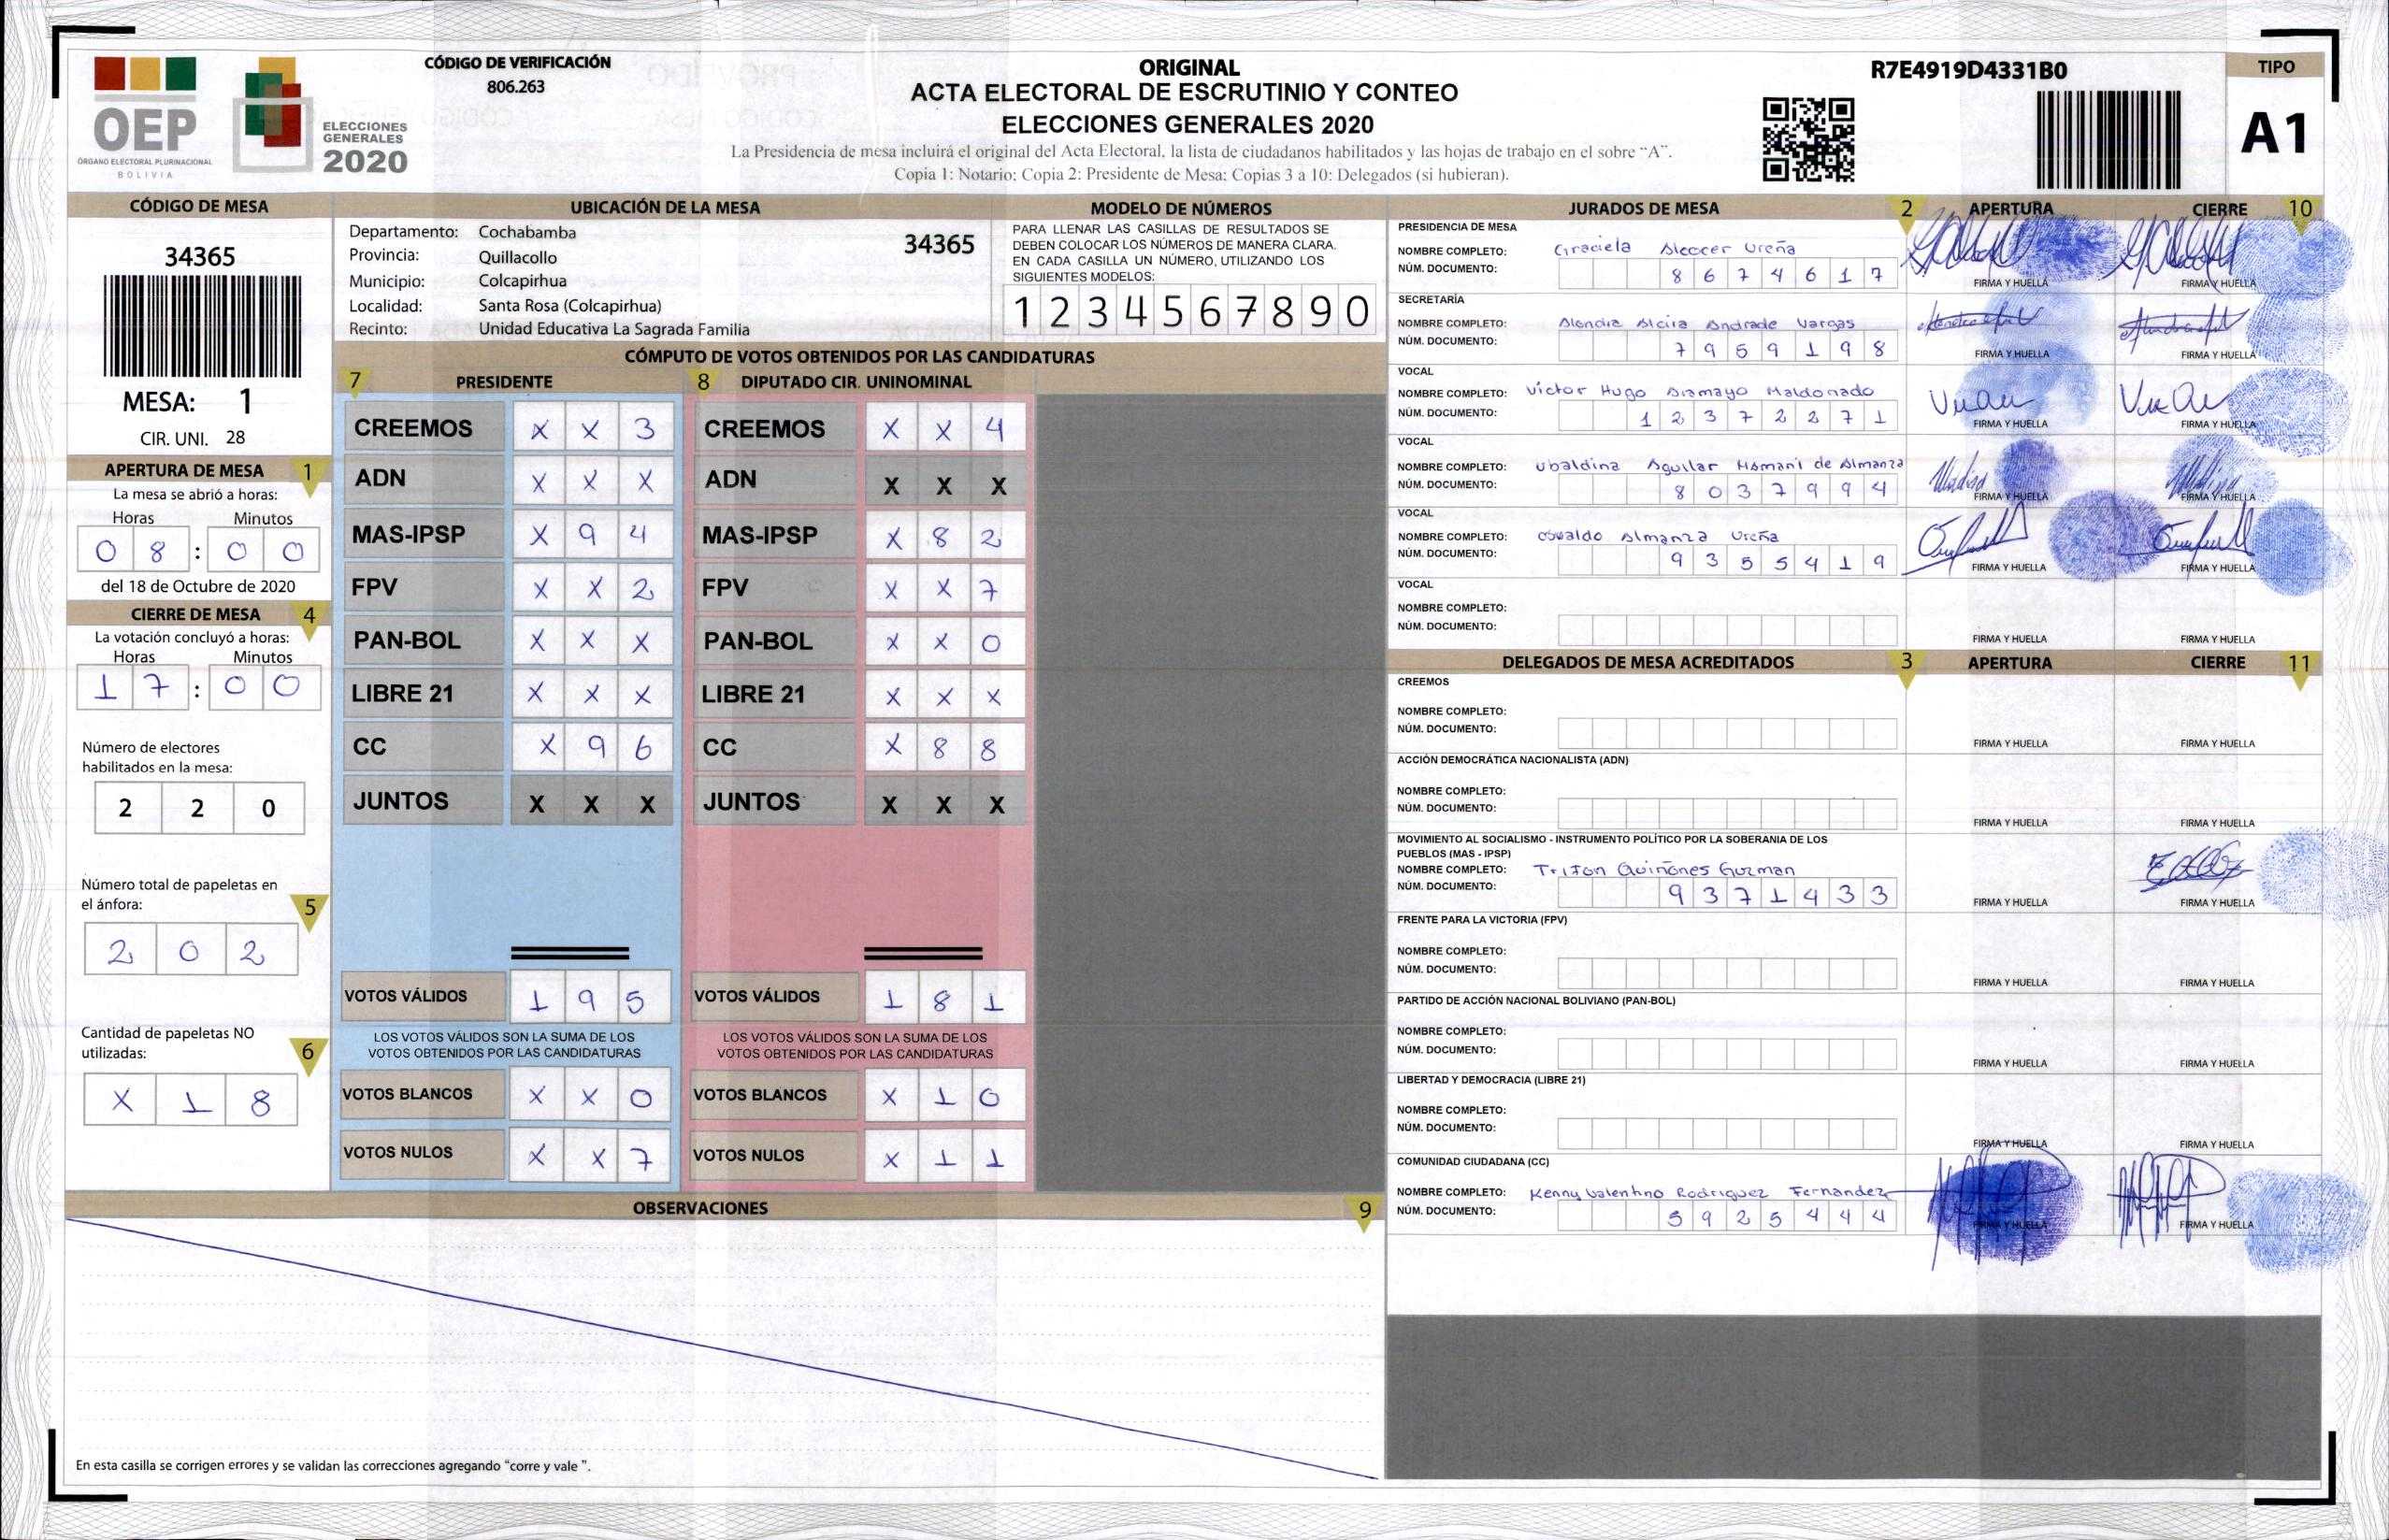 CÓDIGO DE VERIFICACIÓN
806.263
ORIGINAL
ACTA ELECTORAL DE ESCRUTINIO Y CONTEO
ELECCIONES GENERALES 2020
La Presidencia de mesa incluirá el original del Acta Electoral, la lista de ciudadanos habilitados y las hojas de trabajo en el sobre “A”.
Copia 1: Notario; Copia 2: Presidente de Mesa; Copias 3 a 10: Delegados (si hubieran).
R7E4919D4331B0
TIPO
A1
OEP
ÓRGANO ELECTORAL PLURINACIONAL
BOLIVIA
ELECCIONES
GENERALES
2020
CÓDIGO DE MESA
34365
MESA: 1
CIR. UNI. 28
APERTURA DE MESA 1
La mesa se abrió a horas:
Horas Minutos
0 8 : 0 0
del 18 de Octubre de 2020
CIERRE DE MESA 4
La votación concluyó a horas:
Horas Minutos
1 7 : 0 0
Número de electores
habilitados en la mesa:
2 2 0
Número total de papeletas en
el ánfora: 5
2 0 2
Cantidad de papeletas NO
utilizadas: 6
X 1 8
UBICACIÓN DE LA MESA
Departamento: Cochabamba 34365
Provincia: Quillacollo
Municipio: Colcapirhua
Localidad: Santa Rosa (Colcapirhua)
Recinto: Unidad Educativa La Sagrada Familia
MODELO DE NÚMEROS
PARA LLENAR LAS CASILLAS DE RESULTADOS SE
DEBEN COLOCAR LOS NÚMEROS DE MANERA CLARA.
EN CADA CASILLA UN NÚMERO, UTILIZANDO LOS
SIGUIENTES MODELOS:
1 2 3 4 5 6 7 8 9 0
CÓMPUTO DE VOTOS OBTENIDOS POR LAS CANDIDATURAS
7 PRESIDENTE 8 DIPUTADO CIR. UNINOMINAL
CREEMOS X X 3 CREEMOS X X 4
ADN X X X ADN X X X
MAS-IPSP X 9 4 MAS-IPSP X 8 2
FPV X X 2 FPV X X 7
PAN-BOL X X X PAN-BOL X X 0
LIBRE 21 X X X LIBRE 21 X X X
CC X 9 6 CC X 8 8
JUNTOS X X X JUNTOS X X X
VOTOS VÁLIDOS 1 9 5 VOTOS VÁLIDOS 1 8 1
LOS VOTOS VÁLIDOS SON LA SUMA DE LOS LOS VOTOS VÁLIDOS SON LA SUMA DE LOS
VOTOS OBTENIDOS POR LAS CANDIDATURAS VOTOS OBTENIDOS POR LAS CANDIDATURAS
VOTOS BLANCOS X X 0 VOTOS BLANCOS X 1 0
VOTOS NULOS X X 7 VOTOS NULOS X 1 1
OBSERVACIONES 9
En esta casilla se corrigen errores y se validan las correcciones agregando “corre y vale ”.
JURADOS DE MESA 2 APERTURA CIERRE 10
PRESIDENCIA DE MESA
NOMBRE COMPLETO: Graciela Alcocer Ureña
NÚM. DOCUMENTO: 8 6 7 4 6 1 7
FIRMA Y HUELLA FIRMA Y HUELLA
SECRETARÍA
NOMBRE COMPLETO: Alondra Alcira Andrade Vargas
NÚM. DOCUMENTO: 7 9 5 9 1 9 8
FIRMA Y HUELLA FIRMA Y HUELLA
VOCAL
NOMBRE COMPLETO: Víctor Hugo Aramayo Maldonado
NÚM. DOCUMENTO: 1 2 3 7 2 2 7 1
FIRMA Y HUELLA FIRMA Y HUELLA
VOCAL
NOMBRE COMPLETO: Ubaldina Aguilar Mamani de Almanza
NÚM. DOCUMENTO: 8 0 3 7 9 9 4
FIRMA Y HUELLA FIRMA Y HUELLA
VOCAL
NOMBRE COMPLETO: Oswaldo Almanza Ureña
NÚM. DOCUMENTO: 9 3 5 5 4 1 9
FIRMA Y HUELLA FIRMA Y HUELLA
VOCAL
NOMBRE COMPLETO:
NÚM. DOCUMENTO:
FIRMA Y HUELLA FIRMA Y HUELLA
DELEGADOS DE MESA ACREDITADOS 3 APERTURA CIERRE 11
CREEMOS
NOMBRE COMPLETO:
NÚM. DOCUMENTO:
FIRMA Y HUELLA FIRMA Y HUELLA
ACCIÓN DEMOCRÁTICA NACIONALISTA (ADN)
NOMBRE COMPLETO:
NÚM. DOCUMENTO:
FIRMA Y HUELLA FIRMA Y HUELLA
MOVIMIENTO AL SOCIALISMO - INSTRUMENTO POLÍTICO POR LA SOBERANIA DE LOS
PUEBLOS (MAS - IPSP)
NOMBRE COMPLETO: Trifon Quiñones Guzman
NÚM. DOCUMENTO: 9 3 7 1 4 3 3
FIRMA Y HUELLA FIRMA Y HUELLA
FRENTE PARA LA VICTORIA (FPV)
NOMBRE COMPLETO:
NÚM. DOCUMENTO:
FIRMA Y HUELLA FIRMA Y HUELLA
PARTIDO DE ACCIÓN NACIONAL BOLIVIANO (PAN-BOL)
NOMBRE COMPLETO:
NÚM. DOCUMENTO:
FIRMA Y HUELLA FIRMA Y HUELLA
LIBERTAD Y DEMOCRACIA (LIBRE 21)
NOMBRE COMPLETO:
NÚM. DOCUMENTO:
FIRMA Y HUELLA FIRMA Y HUELLA
COMUNIDAD CIUDADANA (CC)
NOMBRE COMPLETO: Kenny Valentino Rodriguez Fernandez
NÚM. DOCUMENTO: 5 9 2 5 4 4 4
FIRMA Y HUELLA FIRMA Y HUELLA